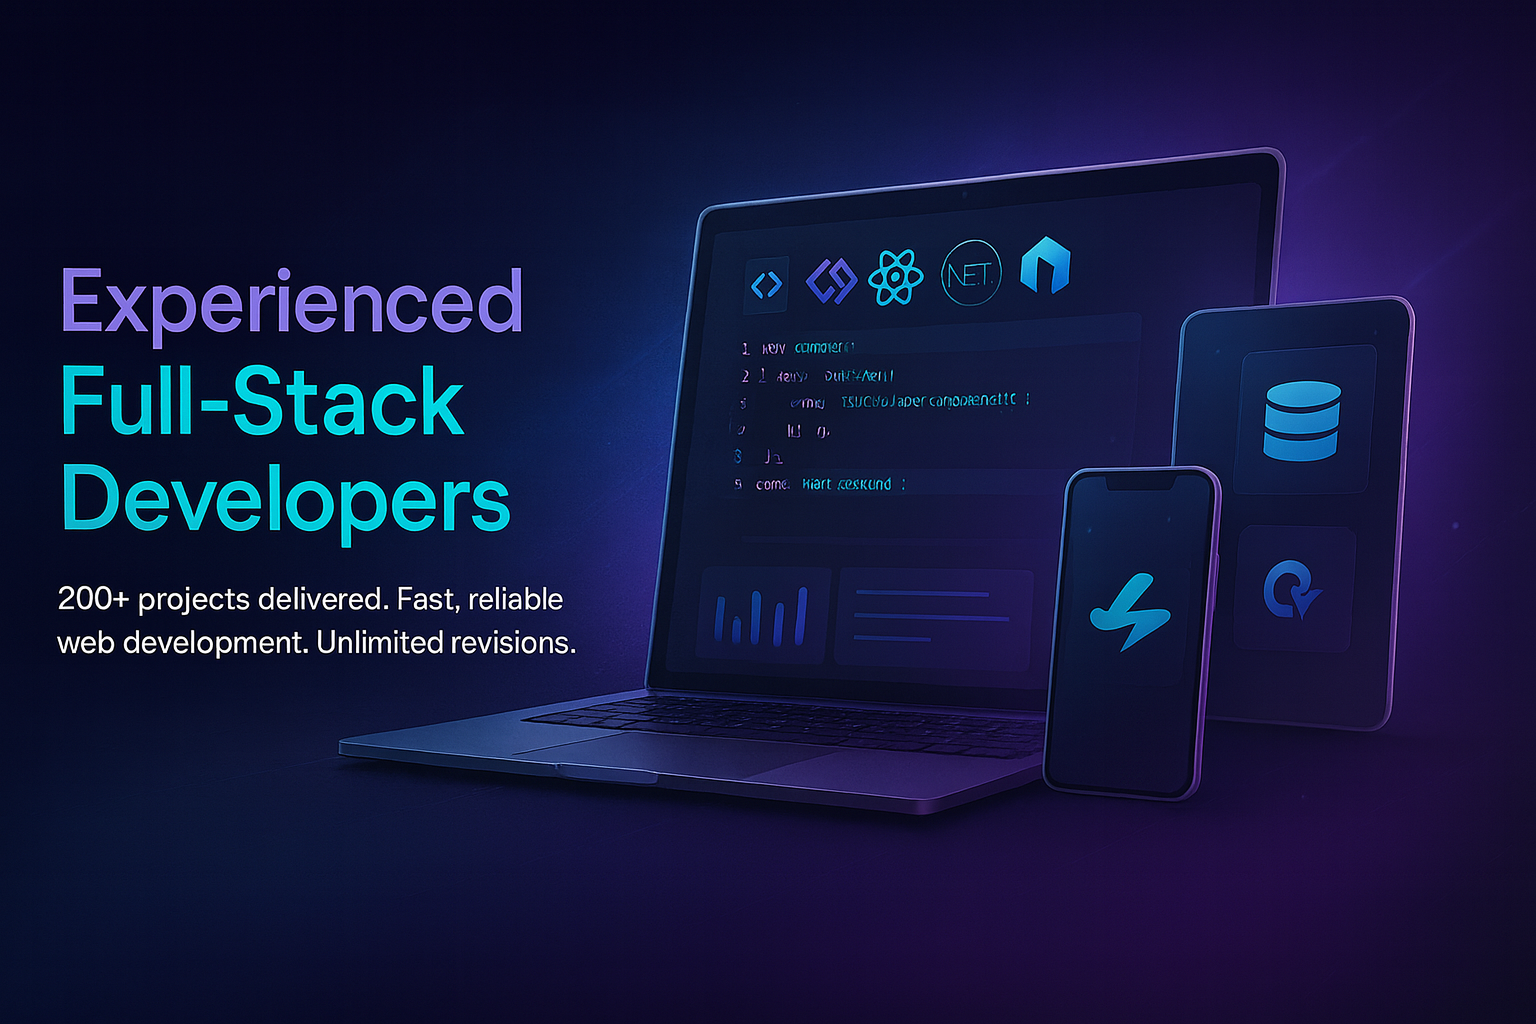 Experienced
Full-Stack
Developers
200+ projects delivered. Fast, reliable
web development. Unlimited revisions.
.NET.